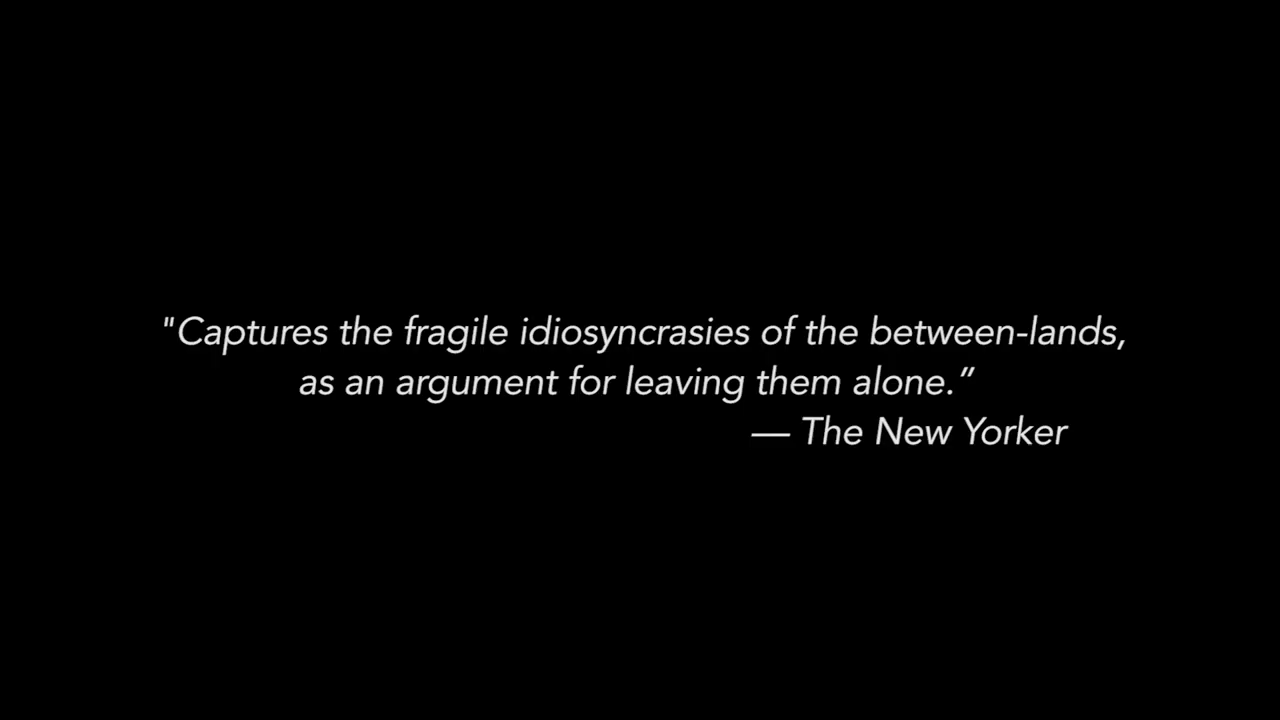 "Captures the fragile idiosyncrasies of the between-lands,
as an argument for leaving them alone.”
— The New Yorker